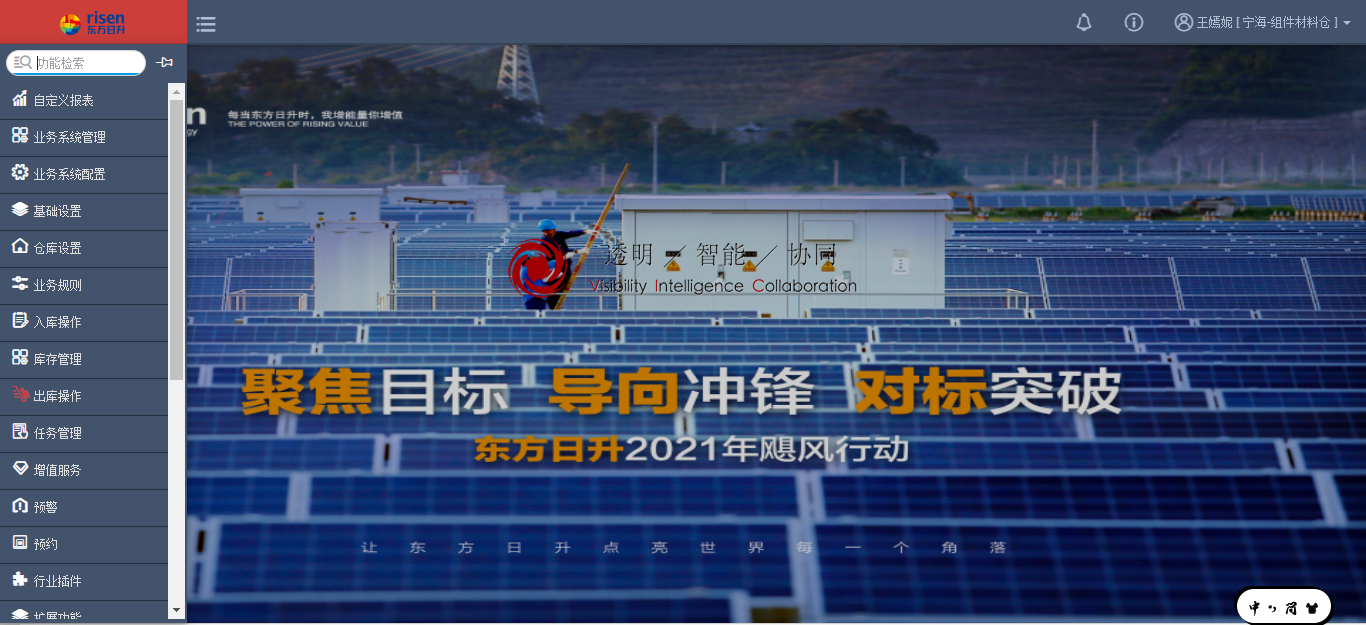 risen
东方日升
王嫣妮 [ 宁海-组件材料仓 ]
功能检索
自定义报表
业务系统管理
业务系统配置
基础设置
仓库设置
业务规则
入库操作
库存管理
出库操作
任务管理
增值服务
预警
预约
行业插件
扩展功能
n
gy
每当东方日升时，我增能量你增值
THE POWER OF RISING VALUE
透明 / 智能 / 协同
Visibility Intelligence Collaboration
聚焦目标 导向冲锋 对标突破
东方日升2021年飓风行动
让东方日升点亮世界每一个角落
中 简